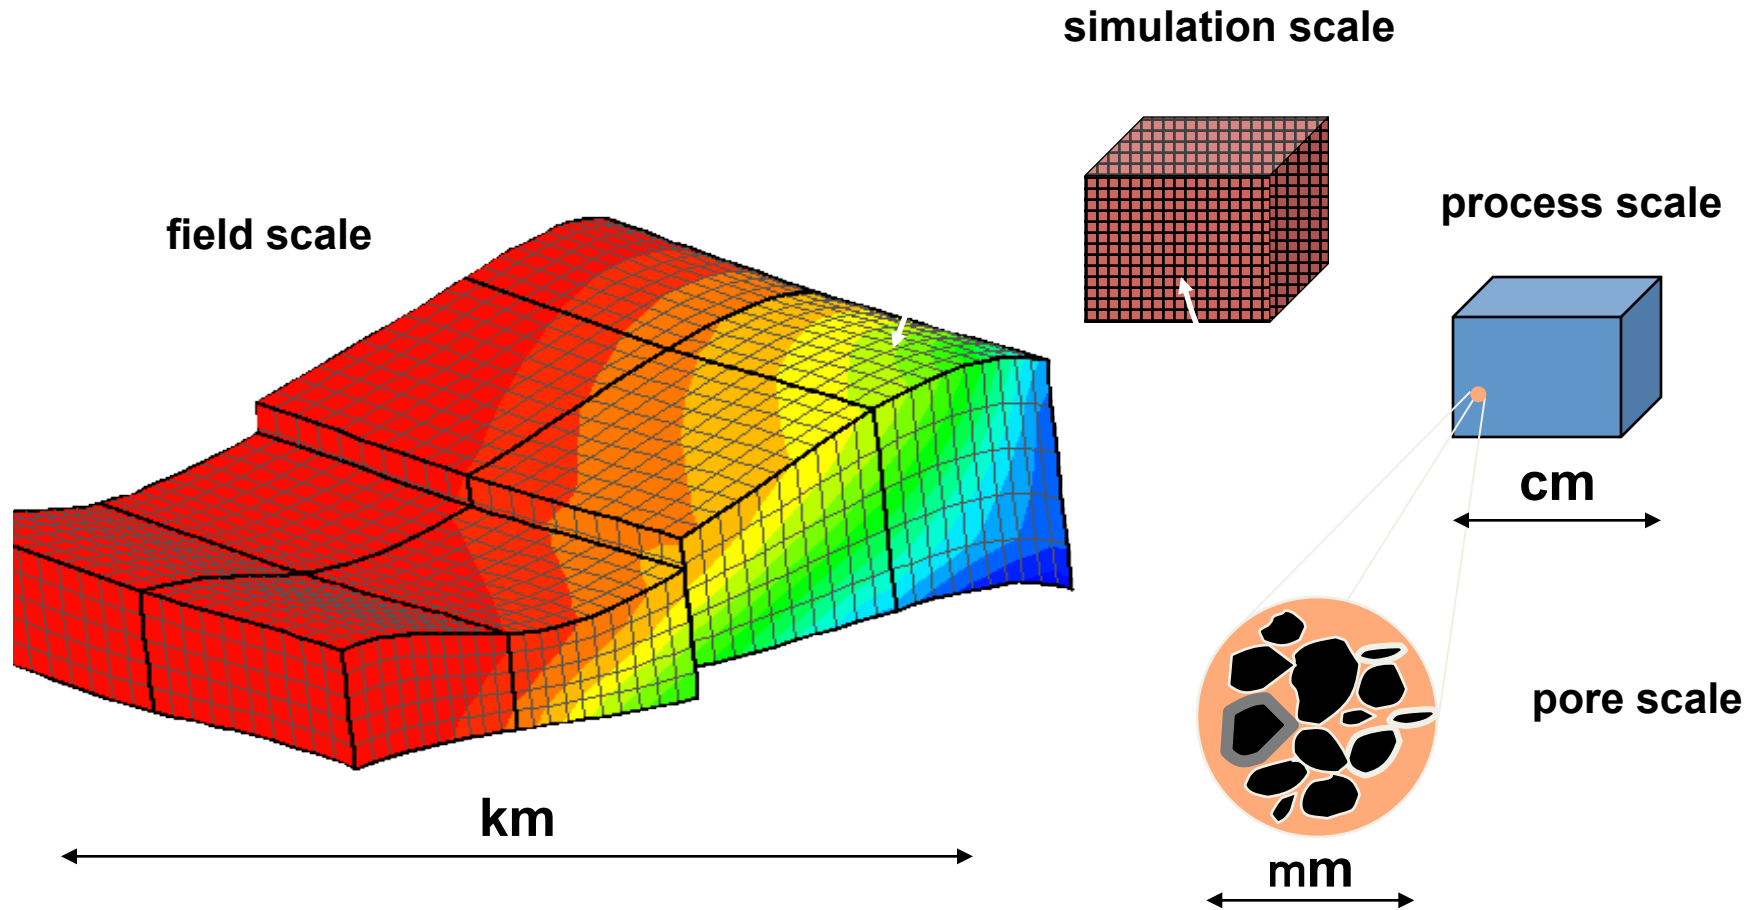 simulation scale
process scale
field scale
cm
pore scale
km
mm